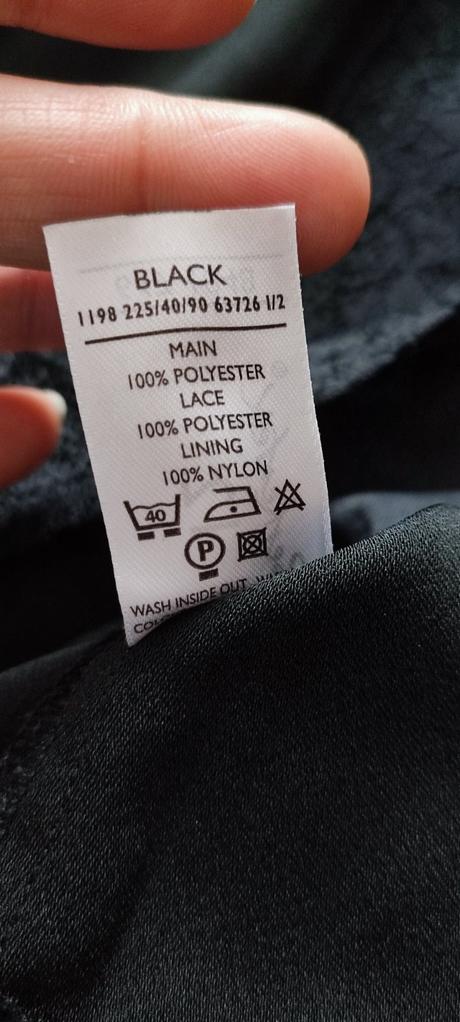 BLACK
1198 225/40/90 63726 1/2
MAIN
100% POLYESTER
LACE
100% POLYESTER
LINING
100% NYLON
40
P
WASH INSIDE OUT